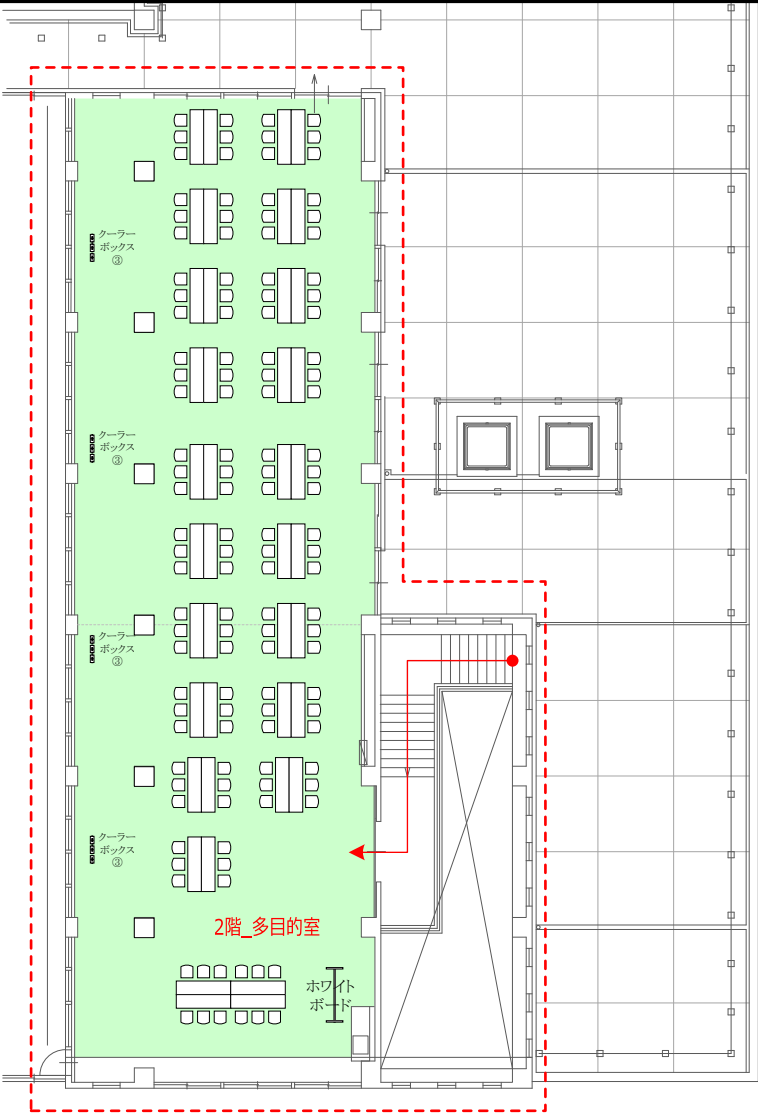 クーラー
ボックス
③
クーラー
ボックス
③
クーラー
ボックス
③
クーラー
ボックス
③
2階_多目的室
ホワイト
ボード